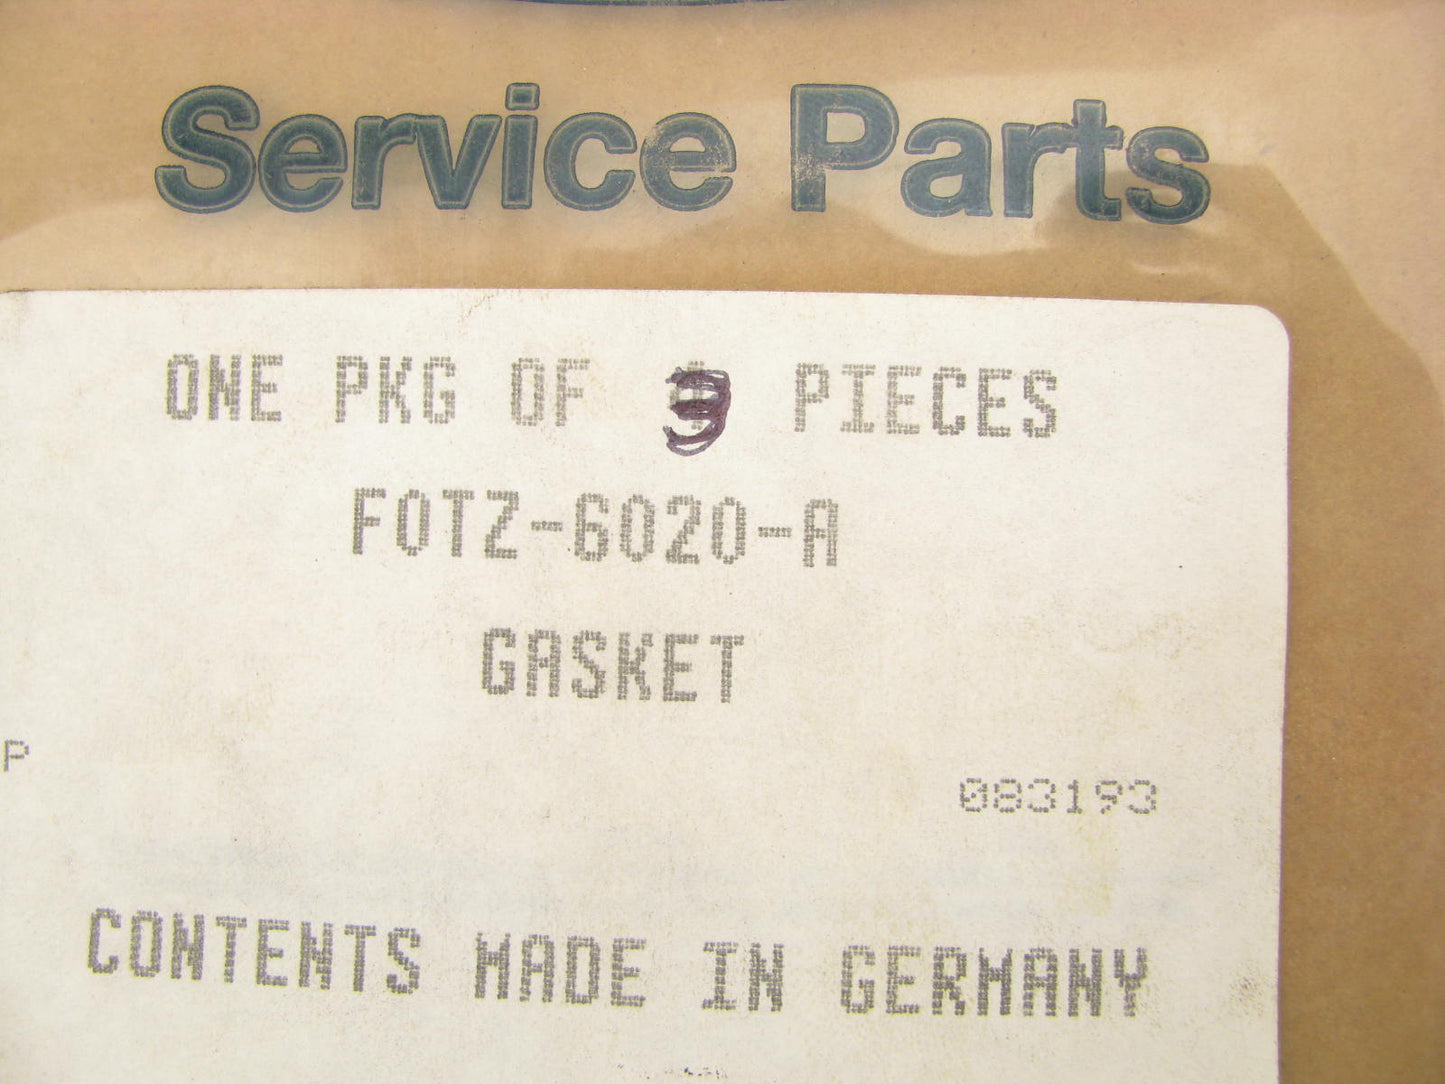 Service Parts
ONE PKG OF 3 PIECES
F0TZ-6020-A
GASKET
P
083193
CONTENTS MADE IN GERMANY